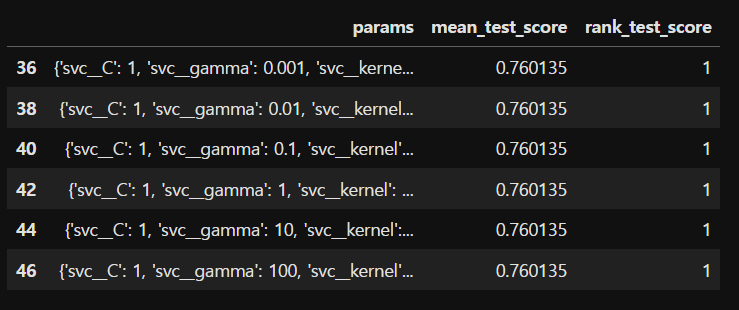 params mean_test_score rank_test_score
36 {'svc__C': 1, 'svc__gamma': 0.001, 'svc__kerne... 0.760135 1
38 {'svc__C': 1, 'svc__gamma': 0.01, 'svc__kernel... 0.760135 1
40 {'svc__C': 1, 'svc__gamma': 0.1, 'svc__kernel'... 0.760135 1
42 {'svc__C': 1, 'svc__gamma': 1, 'svc__kernel': ... 0.760135 1
44 {'svc__C': 1, 'svc__gamma': 10, 'svc__kernel':... 0.760135 1
46 {'svc__C': 1, 'svc__gamma': 100, 'svc__kernel'... 0.760135 1